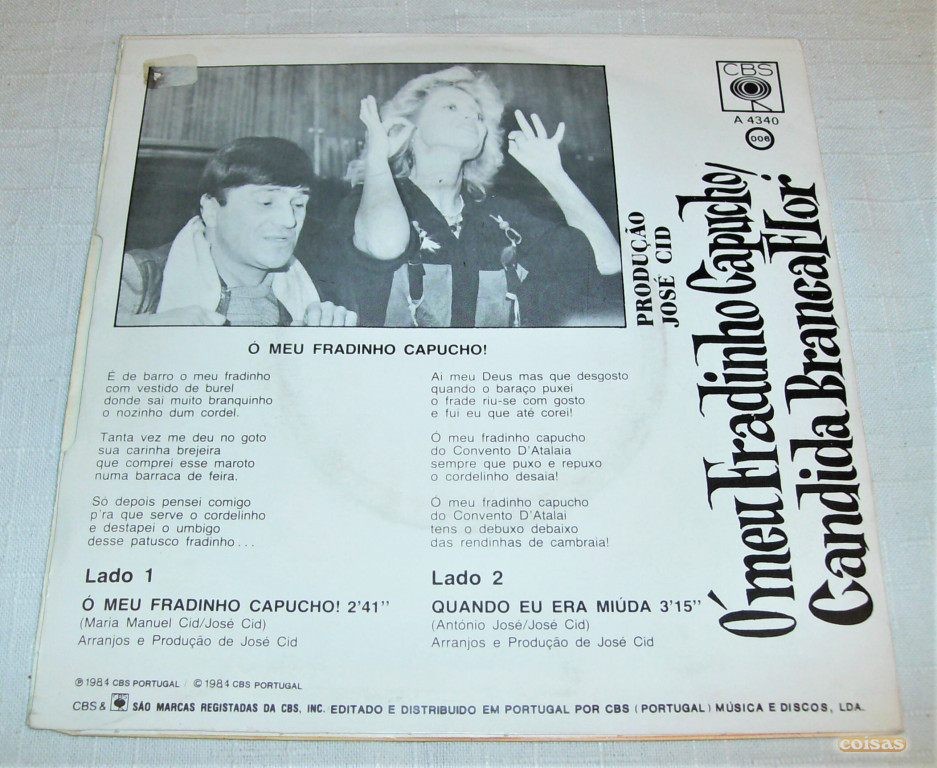 CBS
A 4340
006
Ó meu Fradinho Capucho!
Candida Branca Flor
PRODUÇÃO
JOSÉ CID
Ó MEU FRADINHO CAPUCHO!
É de barro o meu fradinho
com vestido de burel
donde sai muito branquinho
o nozinho dum cordel.
Tanta vez me deu no goto
sua carinha brejeira
que comprei esse maroto
numa barraca de feira.
Só depois pensei comigo
p'ra que serve o cordelinho
e destapei o umbigo
desse patusco fradinho...
Ai meu Deus mas que desgosto
quando o baraço puxei
o frade riu-se com gosto
e fui eu que até corei!
Ó meu fradinho capucho
do Convento D'Atalaia
sempre que puxo e repuxo
o cordelinho desaia!
Ó meu fradinho capucho
do Convento D'Atalai
tens o debuxo debaixo
das rendinhas de cambraia!
Lado 1
Ó MEU FRADINHO CAPUCHO! 2'41''
(Maria Manuel Cid/José Cid)
Arranjos e Produção de José Cid
Lado 2
QUANDO EU ERA MIÚDA 3'15''
(António José/José Cid)
Arranjos e Produção de José Cid
℗ 1984 CBS PORTUGAL / © 1984 CBS PORTUGAL
CBS & CBS SÃO MARCAS REGISTADAS DA CBS, INC. EDITADO E DISTRIBUIDO EM PORTUGAL POR CBS (PORTUGAL) MÚSICA E DISCOS, LDA.
coisas